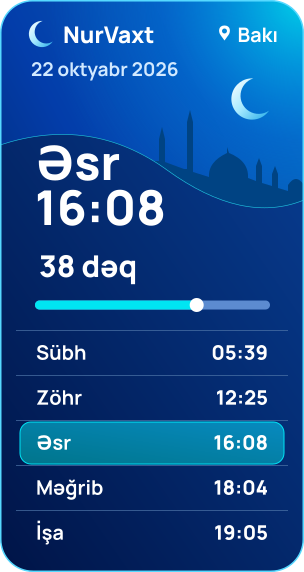 NurVaxt
Bakı
22 oktyabr 2026
Əsr
16:08
38 dəq
Sübh 05:39
Zöhr 12:25
Əsr 16:08
Məğrib 18:04
İşa 19:05